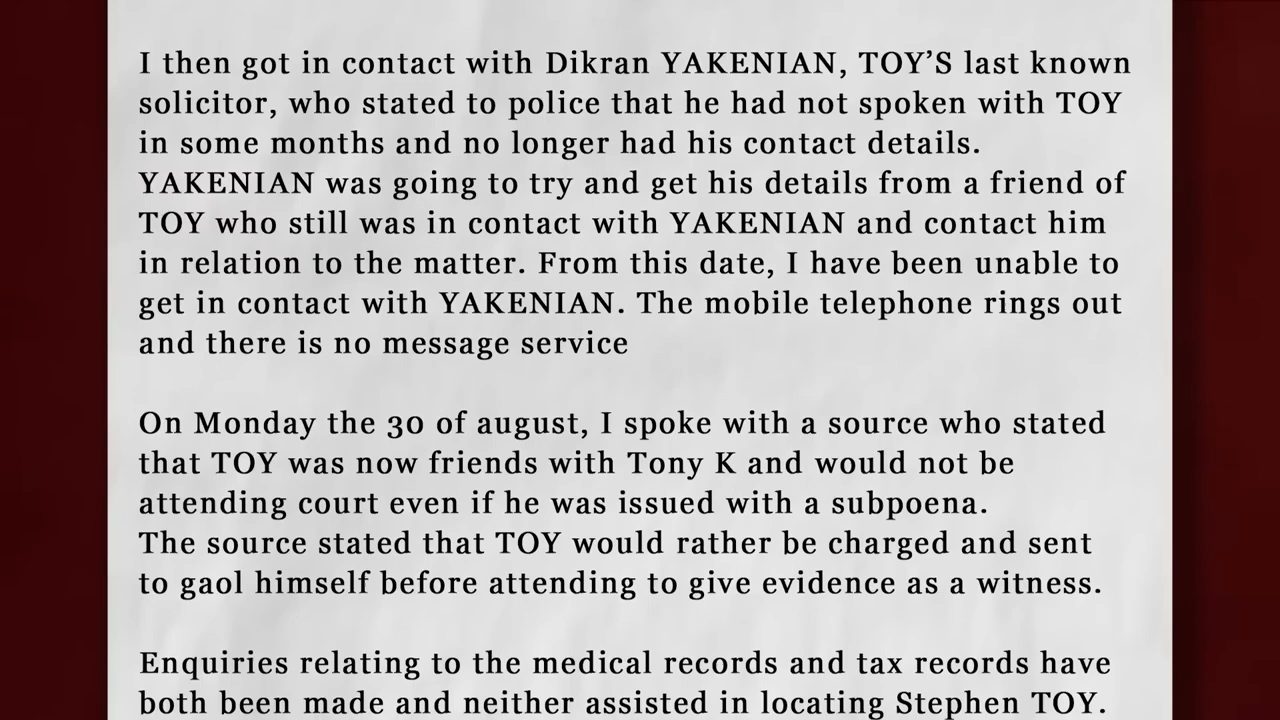 I then got in contact with Dikran YAKENIAN, TOY’S last known
solicitor, who stated to police that he had not spoken with TOY
in some months and no longer had his contact details.
YAKENIAN was going to try and get his details from a friend of
TOY who still was in contact with YAKENIAN and contact him
in relation to the matter. From this date, I have been unable to
get in contact with YAKENIAN. The mobile telephone rings out
and there is no message service
On Monday the 30 of august, I spoke with a source who stated
that TOY was now friends with Tony K and would not be
attending court even if he was issued with a subpoena.
The source stated that TOY would rather be charged and sent
to gaol himself before attending to give evidence as a witness.
Enquiries relating to the medical records and tax records have
both been made and neither assisted in locating Stephen TOY.